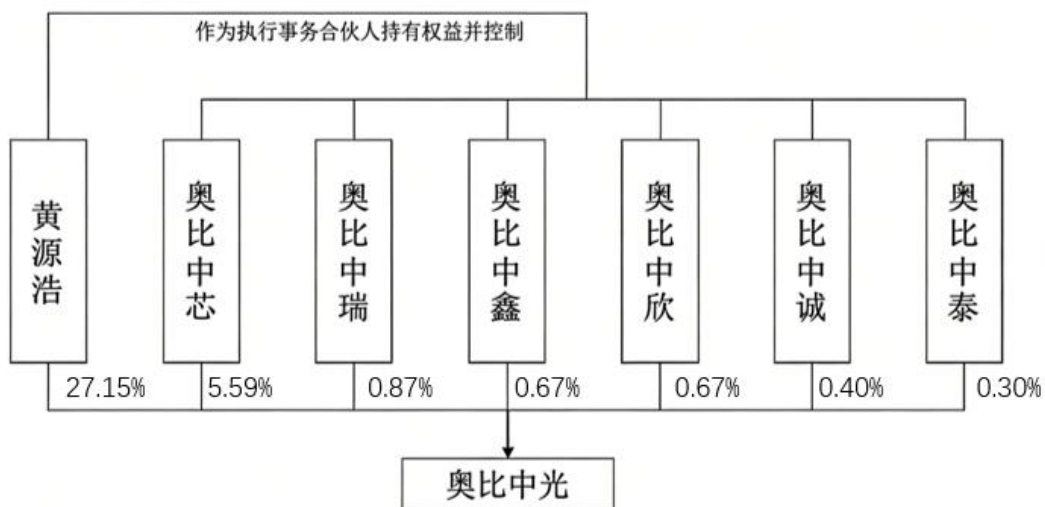 作为执行事务合伙人持有权益并控制
黄源浩
奥比中芯
奥比中瑞
奥比中鑫
奥比中欣
奥比中诚
奥比中泰
27.15%
5.59%
0.87%
0.67%
0.67%
0.40%
0.30%
奥比中光